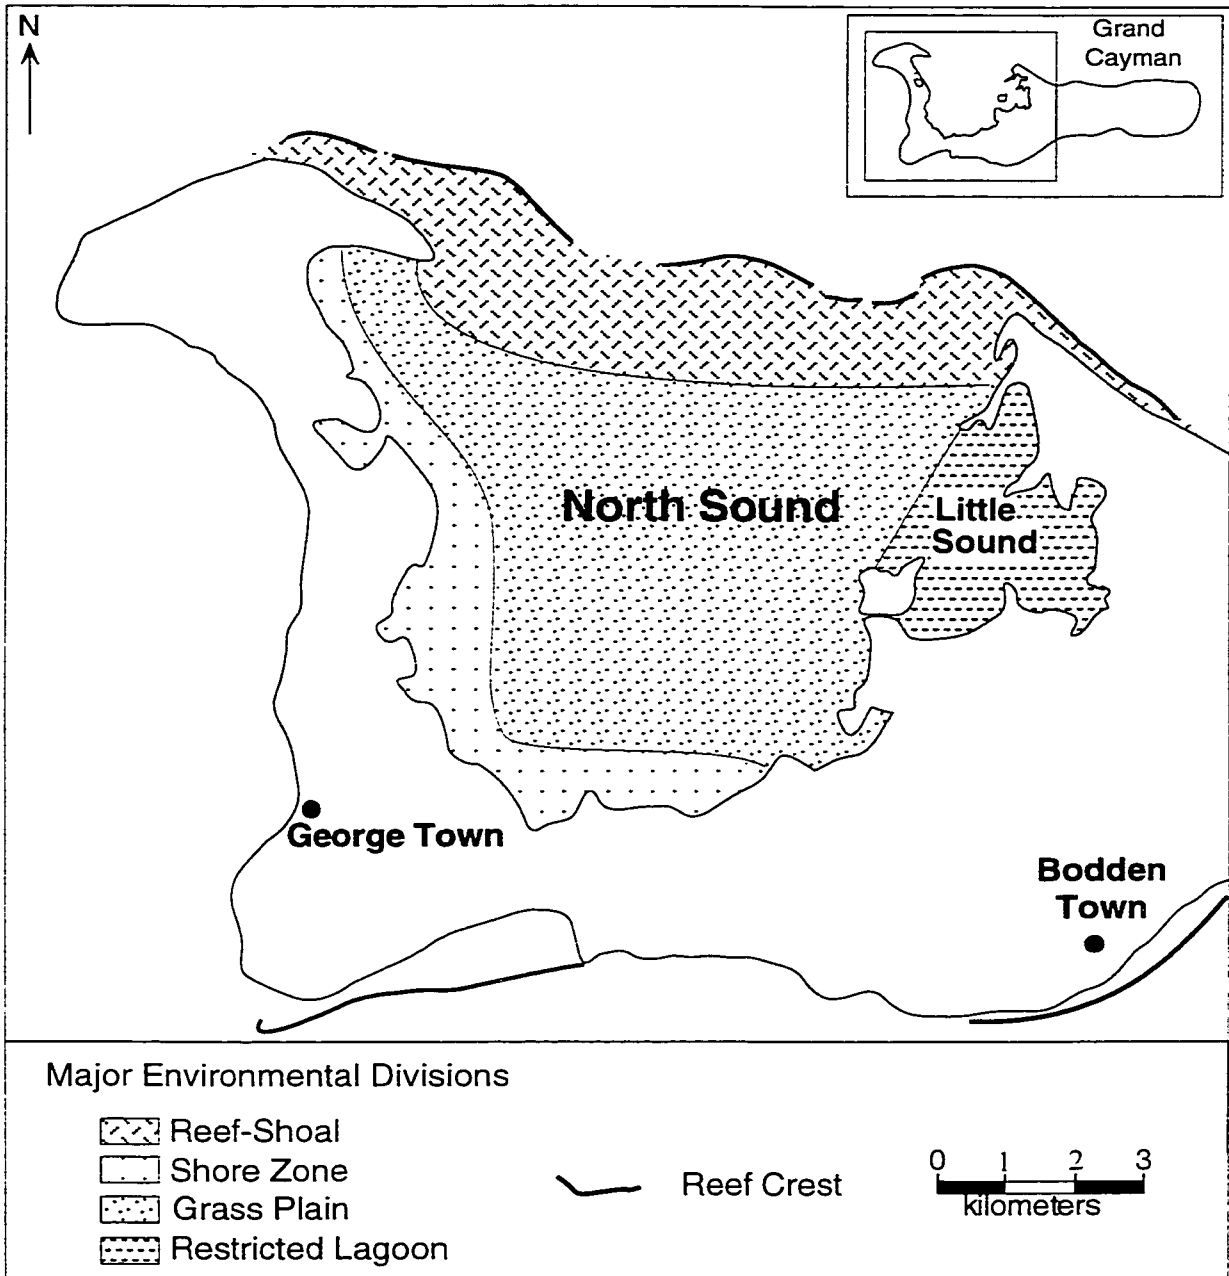 N
Grand
Cayman
North Sound
Little
Sound
George Town
Bodden
Town
Major Environmental Divisions
Reef-Shoal
Shore Zone
Grass Plain
Restricted Lagoon
Reef Crest
0 1 2 3
kilometers